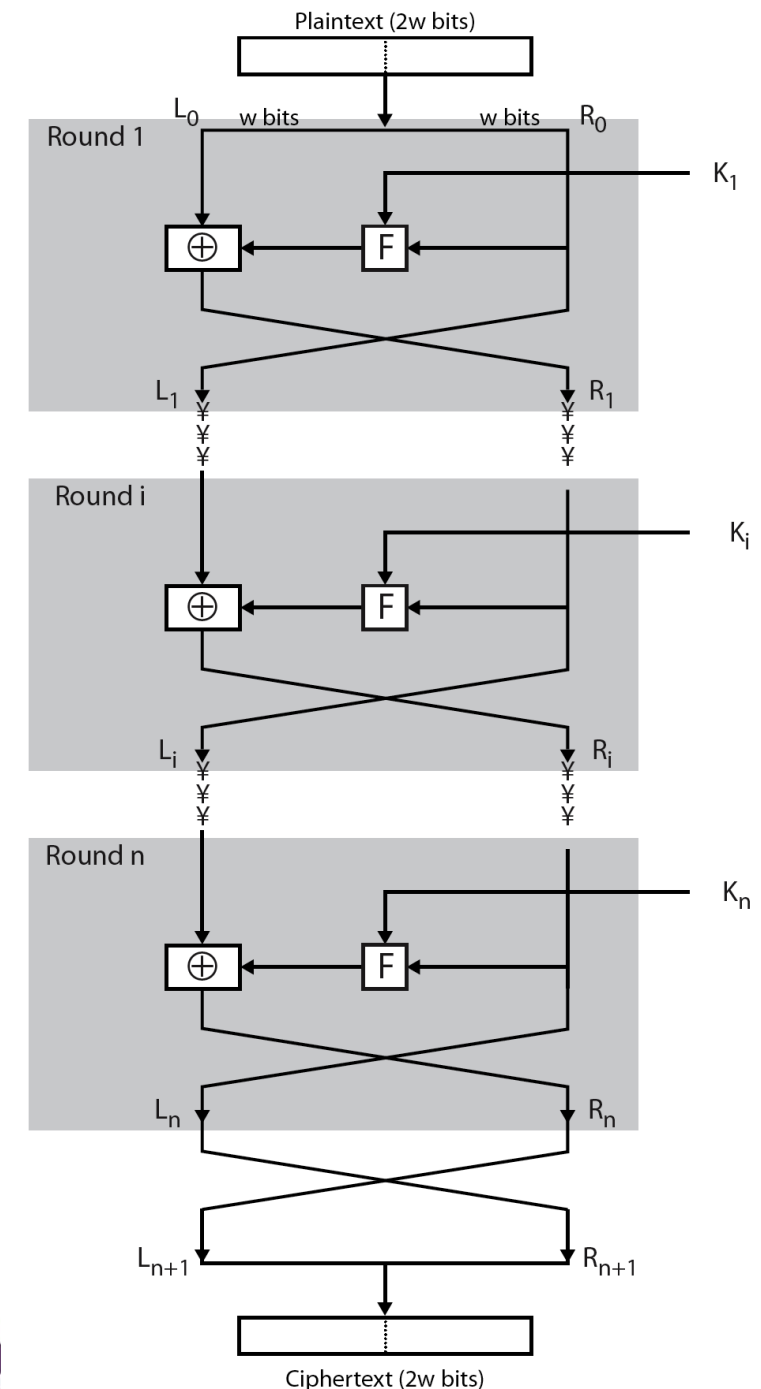 Plaintext (2w bits)
L0 w bits w bits R0
Round 1
K1
⊕ F
L1 R1
¥ ¥
¥ ¥
¥ ¥
Round i
Ki
⊕ F
Li Ri
¥ ¥
¥ ¥
¥ ¥
Round n
Kn
⊕ F
Ln Rn
Ln+1 Rn+1
Ciphertext (2w bits)